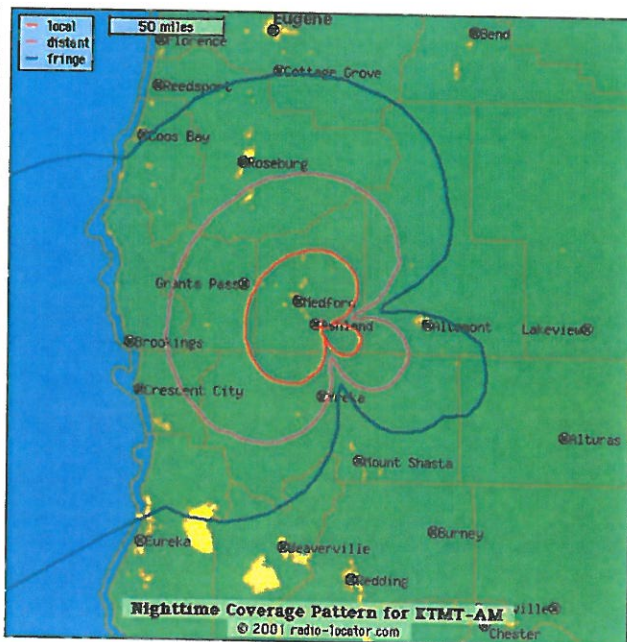 local
distant
fringe
50 miles
Eugene
Florence
Bend
Cottage Grove
Reedsport
Coos Bay
Roseburg
Grants Pass
Medford
Ashland
Altamont
Lakeview
Brookings
Crescent City
Yreka
Alturas
Mount Shasta
Eureka
Weaverville
Burney
Redding
Nighttime Coverage Pattern for KTMT-AM
© 2001 radio-locator.com
Chester